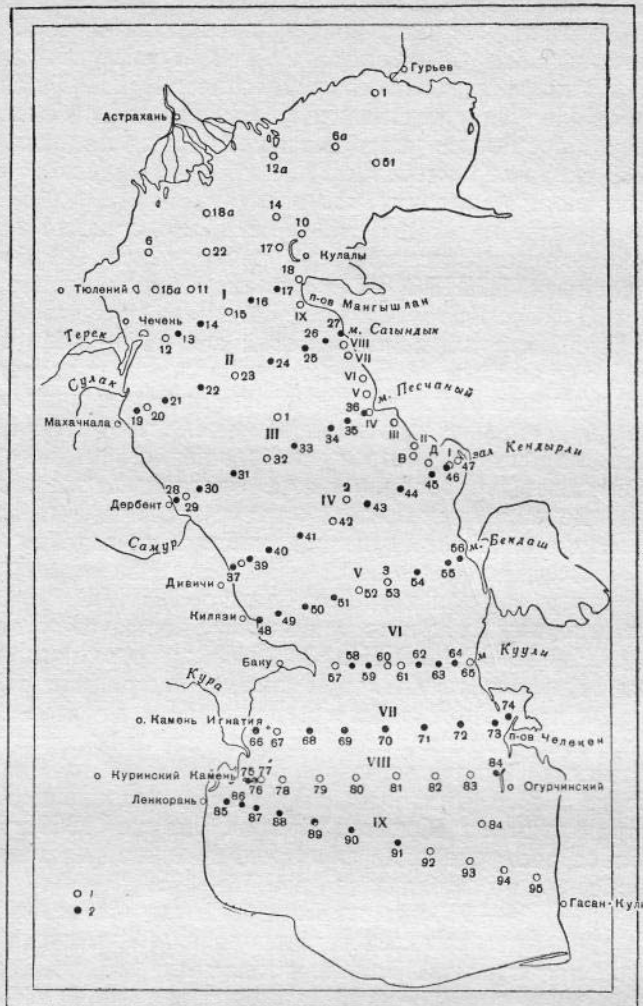 Гурьев
1
Астрахань
6а
12а
51
18а
14
10
6
22
17
Кулалы
Тюлений
15а
11
I
16
17
18
п-ов Мангышлак
Чечень
14
15
IX
м. Сагындык
Терек
12
13
26
27
VIII
25
VII
II
24
Сулак
23
VI
22
V
м. Песчаный
21
19
20
36
IV
Махачкала
1
35
III
34
III
33
II
зал. Кендырли
32
В
Д
I
47
46
31
45
28
30
2
44
Дербент
29
IV
43
42
Самур
41
56
м. Бекдаш
40
39
55
37
V
3
54
Дивичи
52
53
51
50
Килязи
49
48
VI
58
60
62
64
м. Куули
Баку
57
59
61
63
65
Кура
74
VII
о. Камень Игнатия
66
67
68
69
70
71
72
73
п-ов Челекен
75
77
VIII
84
Куринский Камень
76
78
79
80
81
82
83
Огурчинский
Ленкорань
86
85
87
88
IX
84
89
90
91
92
93
94
95
1
2
Гасан-Кули